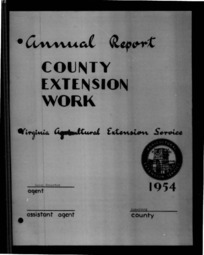 Annual Report
COUNTY
EXTENSION
WORK
Virginia Agricultural Extension Service
1954
agent
assistant agent
county